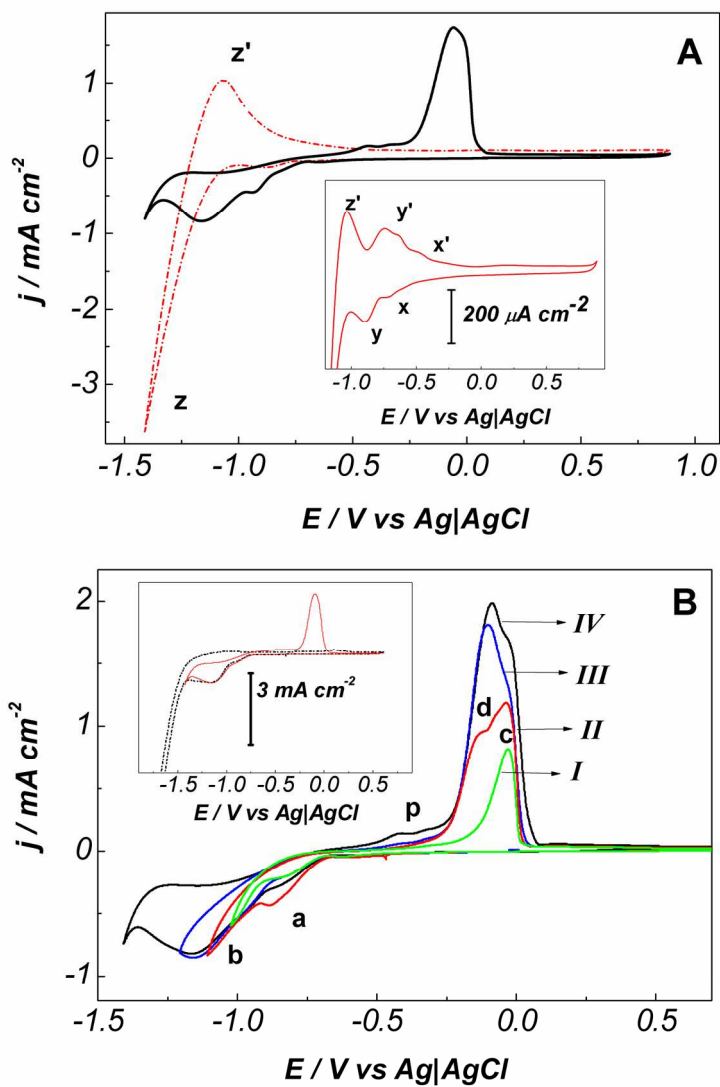 A
z'
1
0
-1
-2
-3
j / mA cm-2
z
z'
y'
x'
x
y
200 μA cm-2
-1.0 -0.5 0.0 0.5
E / V vs Ag|AgCl
-1.5 -1.0 -0.5 0.0 0.5 1.0
E / V vs Ag|AgCl
B
2
1
0
-1
j / mA cm-2
3 mA cm-2
-1.5 -1.0 -0.5 0.0 0.5
E / V vs Ag|AgCl
IV
III
II
I
d
c
p
a
b
-1.5 -1.0 -0.5 0.0 0.5
E / V vs Ag|AgCl